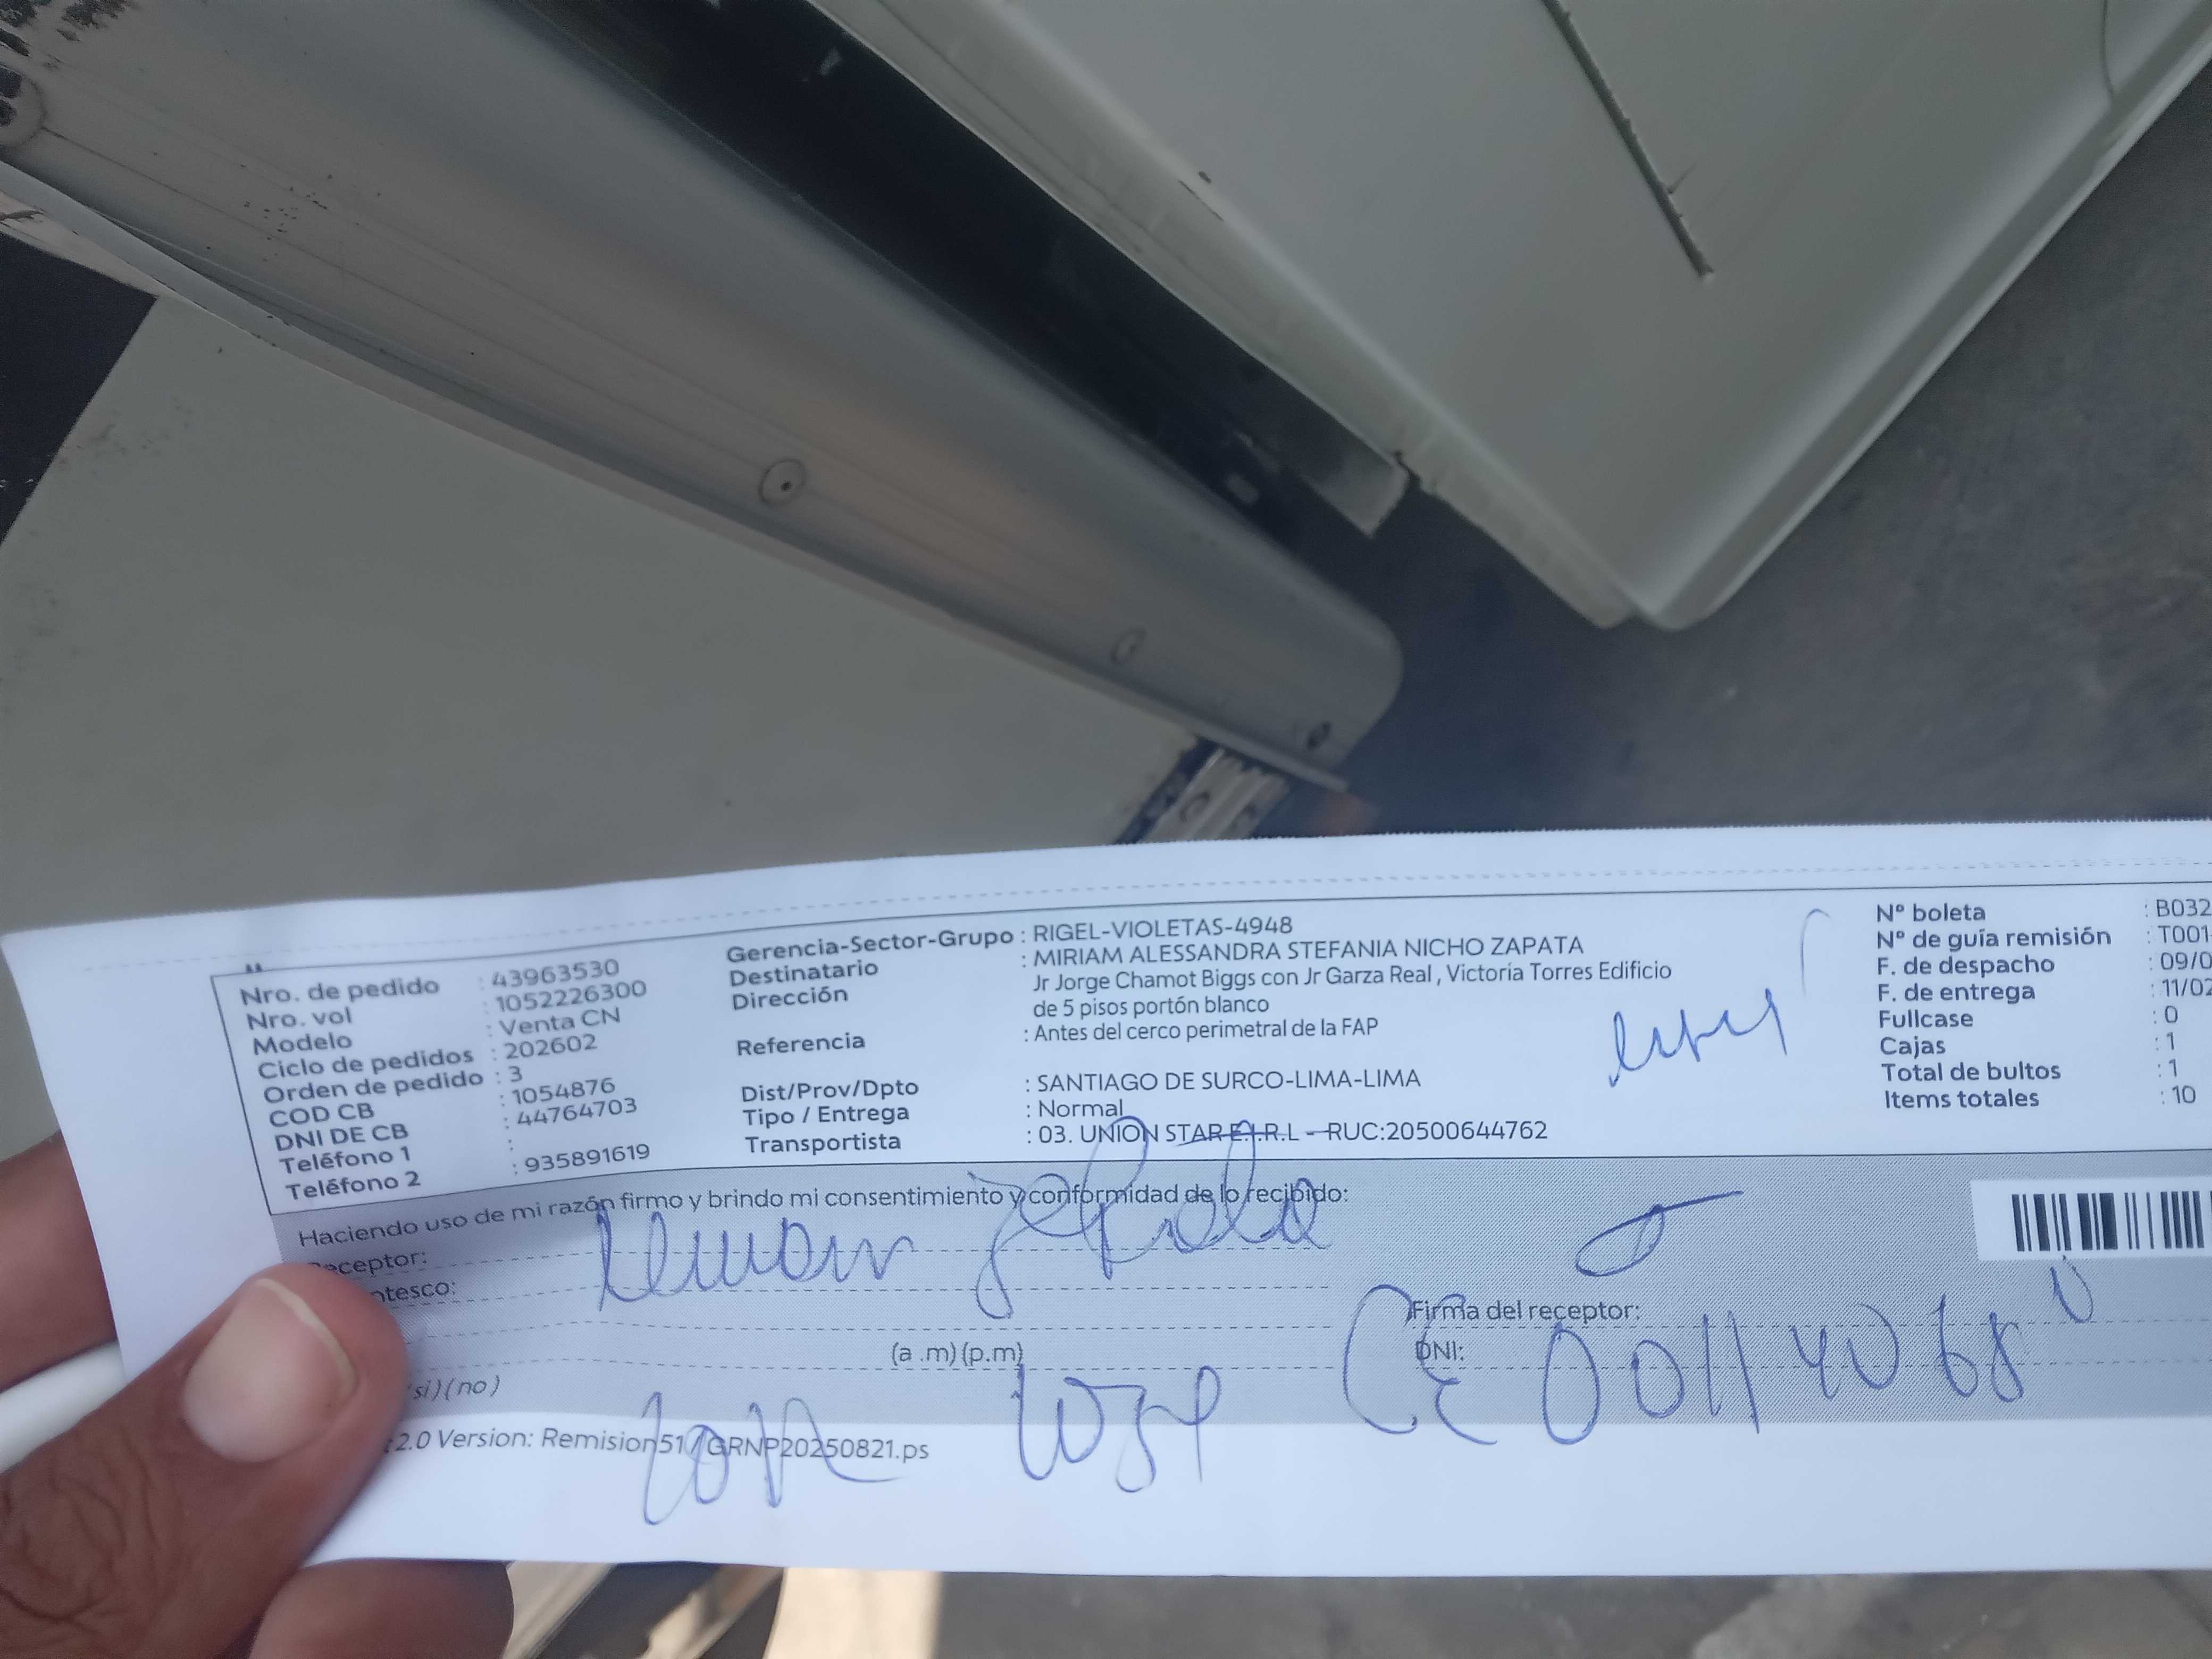 Nro. de pedido : 43963530
Nro. vol : 1052226300
Modelo : Venta CN
Ciclo de pedidos : 202602
Orden de pedido : 3
COD CB : 1054876
DNI DE CB : 44764703
Teléfono 1 :
Teléfono 2 : 935891619
Gerencia-Sector-Grupo : RIGEL-VIOLETAS-4948
Destinatario : MIRIAM ALESSANDRA STEFANIA NICHO ZAPATA
Dirección Jr Jorge Chamot Biggs con Jr Garza Real, Victoria Torres Edificio
de 5 pisos portón blanco
Referencia : Antes del cerco perimetral de la FAP
Dist/Prov/Dpto : SANTIAGO DE SURCO-LIMA-LIMA
Tipo / Entrega : Normal
Transportista : 03. UNION STAR E.I.R.L - RUC:20500644762
Nº boleta : B032
Nº de guía remisión : T001
F. de despacho : 09/0
F. de entrega : 11/02
Fullcase : 0
Cajas : 1
Total de bultos : 1
Items totales : 10
Haciendo uso de mi razón firmo y brindo mi consentimiento y conformidad de lo recibido:
eceptor:
ntesco:
(a .m) (p.m)
si) (no)
Firma del receptor:
DNI:
2.0 Version: Remision51 GRNP20250821.ps